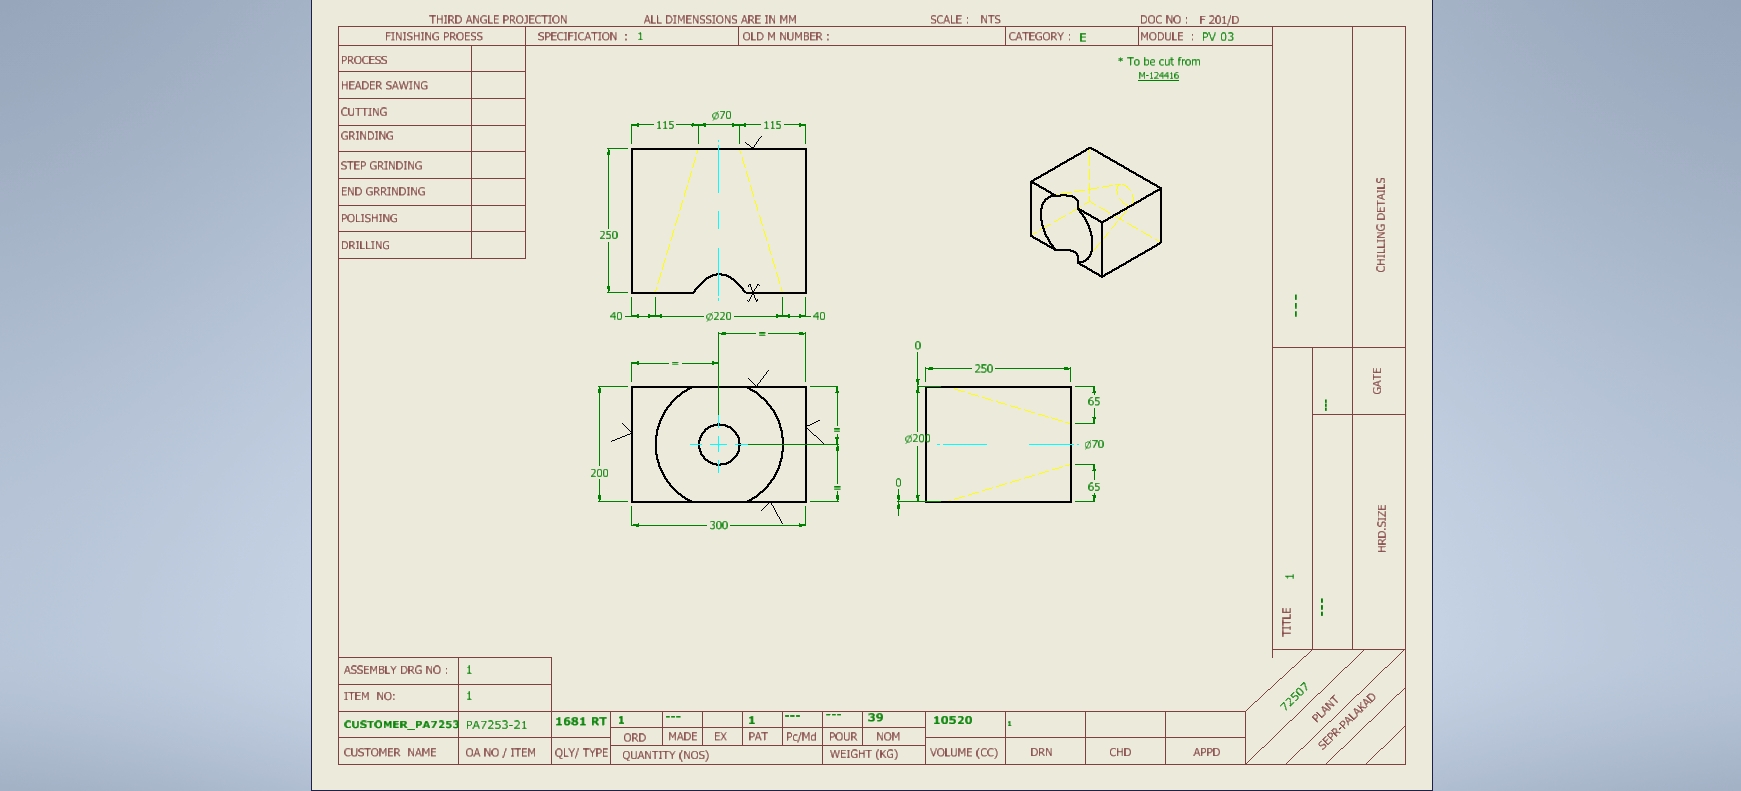 THIRD ANGLE PROJECTION ALL DIMENSSIONS ARE IN MM SCALE : NTS DOC NO : F 201/D
FINISHING PROESS SPECIFICATION : 1 OLD M NUMBER : CATEGORY : E MODULE : PV 03
PROCESS
HEADER SAWING
CUTTING
GRINDING
STEP GRINDING
END GRRINDING
POLISHING
DRILLING
* To be cut from
M-124416
Ø70
115 115
250
40 Ø220 40
=
=
200
=
=
300
0
250
65
Ø200
Ø70
0
65
CHILLING DETAILS
---
GATE
--
HRD.SIZE
---
TITLE 1
72507
PLANT
SEPR-PALAKAD
ASSEMBLY DRG NO : 1
ITEM NO: 1
CUSTOMER_PA7253 PA7253-21 1681 RT 1 --- 1 --- --- 39 10520 1
ORD MADE EX PAT Pc/Md POUR NOM
CUSTOMER NAME OA NO / ITEM QLY/ TYPE QUANTITY (NOS) WEIGHT (KG) VOLUME (CC) DRN CHD APPD